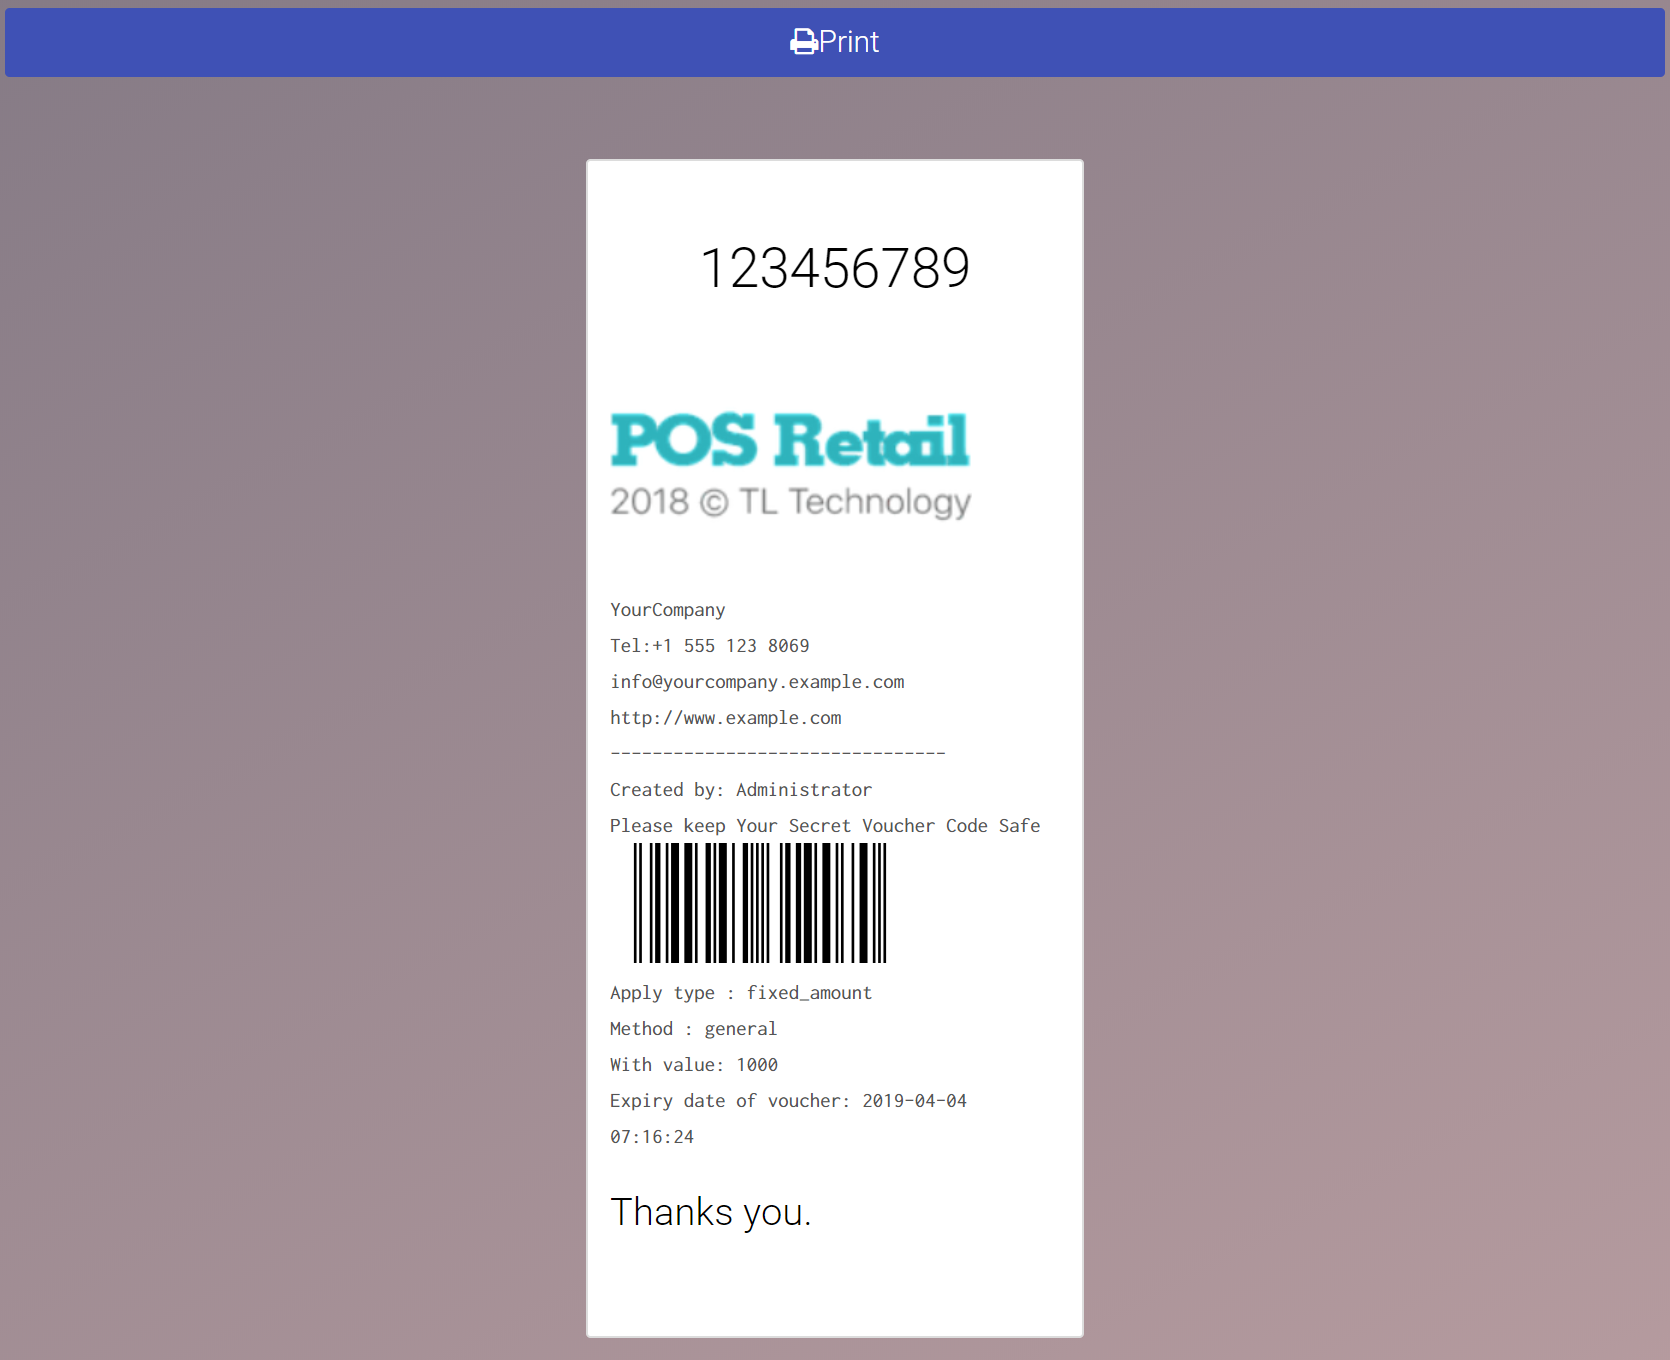 Print
123456789
POS Retail
2018 © TL Technology
YourCompany
Tel:+1 555 123 8069
info@yourcompany.example.com
http://www.example.com
--------------------------------
Created by: Administrator
Please keep Your Secret Voucher Code Safe
Apply type : fixed_amount
Method : general
With value: 1000
Expiry date of voucher: 2019-04-04
07:16:24
Thanks you.